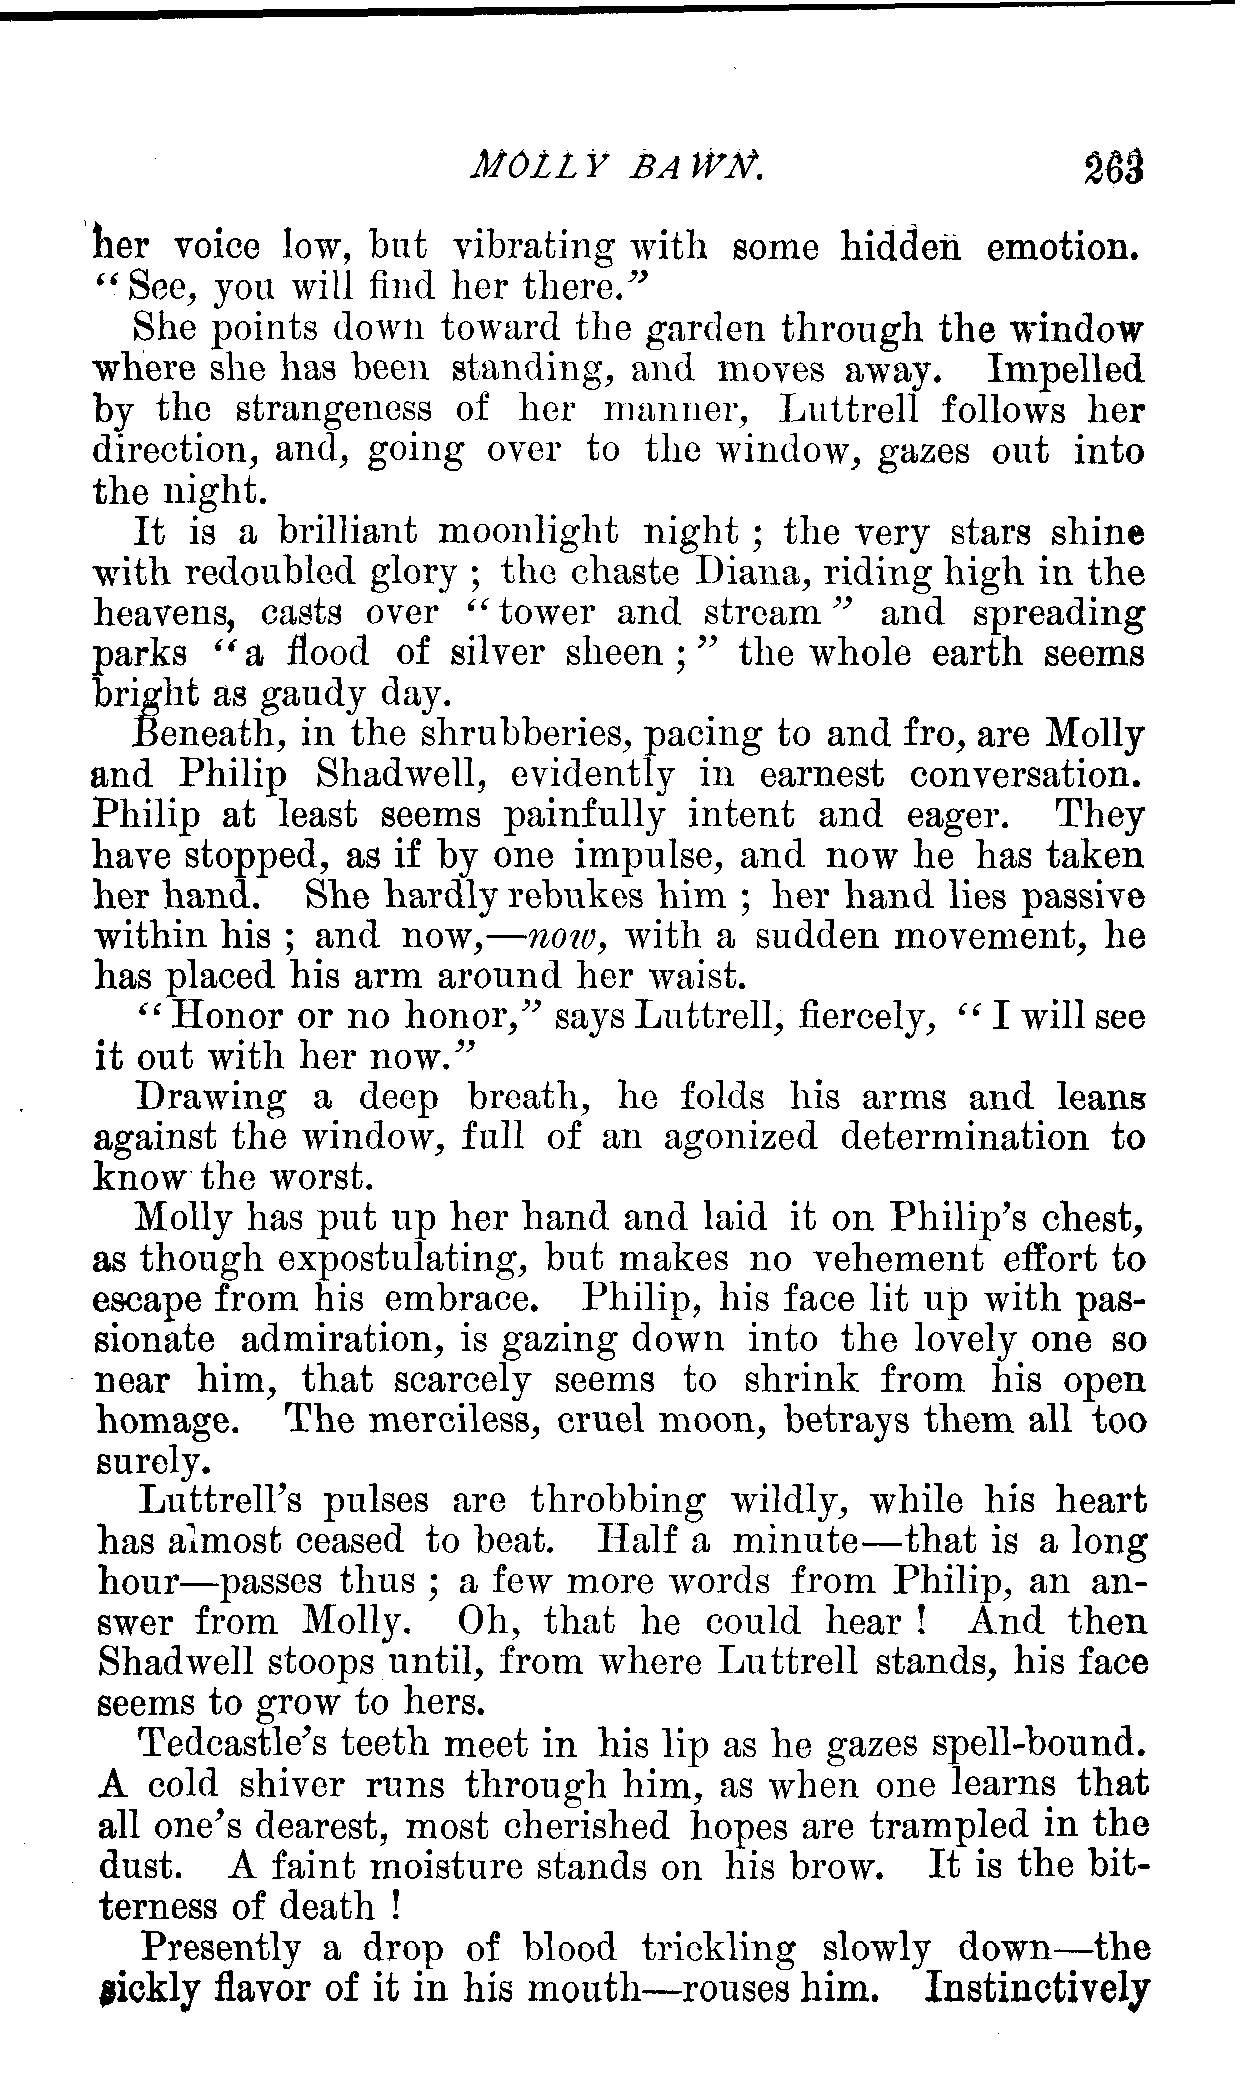 MOLLY BAWN. 263
her voice low, but vibrating with some hidden emotion.
"See, you will find her there."
She points down toward the garden through the window
where she has been standing, and moves away. Impelled
by the strangeness of her manner, Luttrell follows her
direction, and, going over to the window, gazes out into
the night.
It is a brilliant moonlight night ; the very stars shine
with redoubled glory ; the chaste Diana, riding high in the
heavens, casts over "tower and stream" and spreading
parks "a flood of silver sheen ;" the whole earth seems
bright as gaudy day.
Beneath, in the shrubberies, pacing to and fro, are Molly
and Philip Shadwell, evidently in earnest conversation.
Philip at least seems painfully intent and eager. They
have stopped, as if by one impulse, and now he has taken
her hand. She hardly rebukes him ; her hand lies passive
within his ; and now,—now, with a sudden movement, he
has placed his arm around her waist.
"Honor or no honor," says Luttrell, fiercely, "I will see
it out with her now."
Drawing a deep breath, he folds his arms and leans
against the window, full of an agonized determination to
know the worst.
Molly has put up her hand and laid it on Philip's chest,
as though expostulating, but makes no vehement effort to
escape from his embrace. Philip, his face lit up with pas-
sionate admiration, is gazing down into the lovely one so
near him, that scarcely seems to shrink from his open
homage. The merciless, cruel moon, betrays them all too
surely.
Luttrell's pulses are throbbing wildly, while his heart
has almost ceased to beat. Half a minute—that is a long
hour—passes thus ; a few more words from Philip, an an-
swer from Molly. Oh, that he could hear ! And then
Shadwell stoops until, from where Luttrell stands, his face
seems to grow to hers.
Tedcastle's teeth meet in his lip as he gazes spell-bound.
A cold shiver runs through him, as when one learns that
all one's dearest, most cherished hopes are trampled in the
dust. A faint moisture stands on his brow. It is the bit-
terness of death !
Presently a drop of blood trickling slowly down—the
sickly flavor of it in his mouth—rouses him. Instinctively